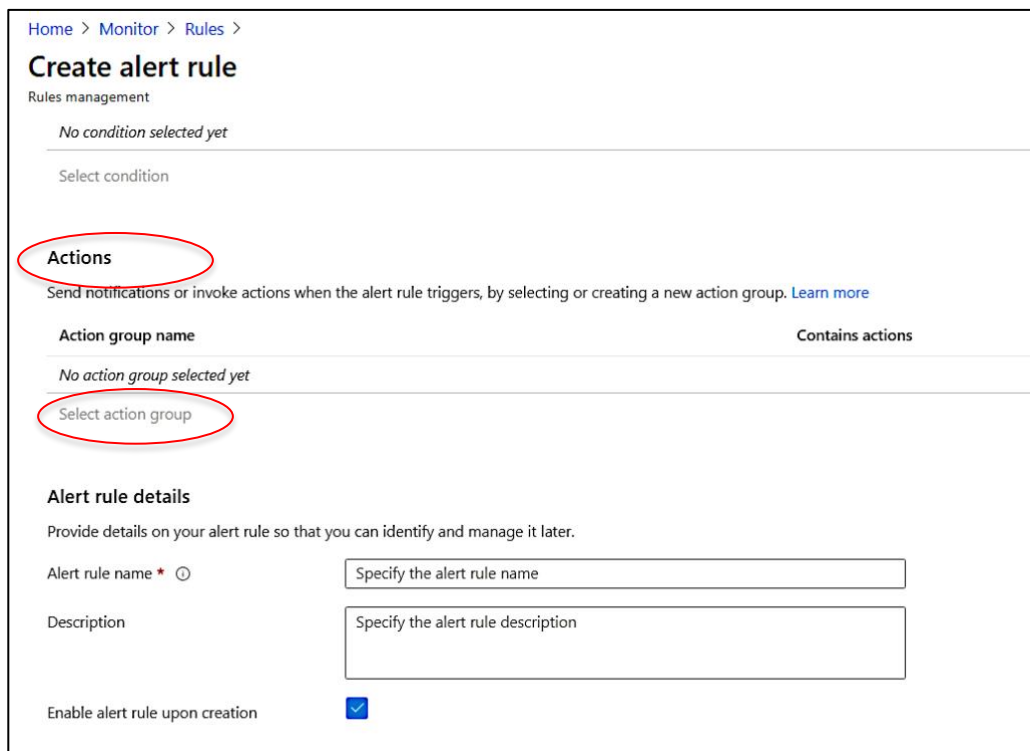 Home > Monitor > Rules >
Create alert rule
Rules management
No condition selected yet
Select condition
Actions
Send notifications or invoke actions when the alert rule triggers, by selecting or creating a new action group. Learn more
Action group name Contains actions
No action group selected yet
Select action group
Alert rule details
Provide details on your alert rule so that you can identify and manage it later.
Alert rule name * Specify the alert rule name
Description Specify the alert rule description
Enable alert rule upon creation